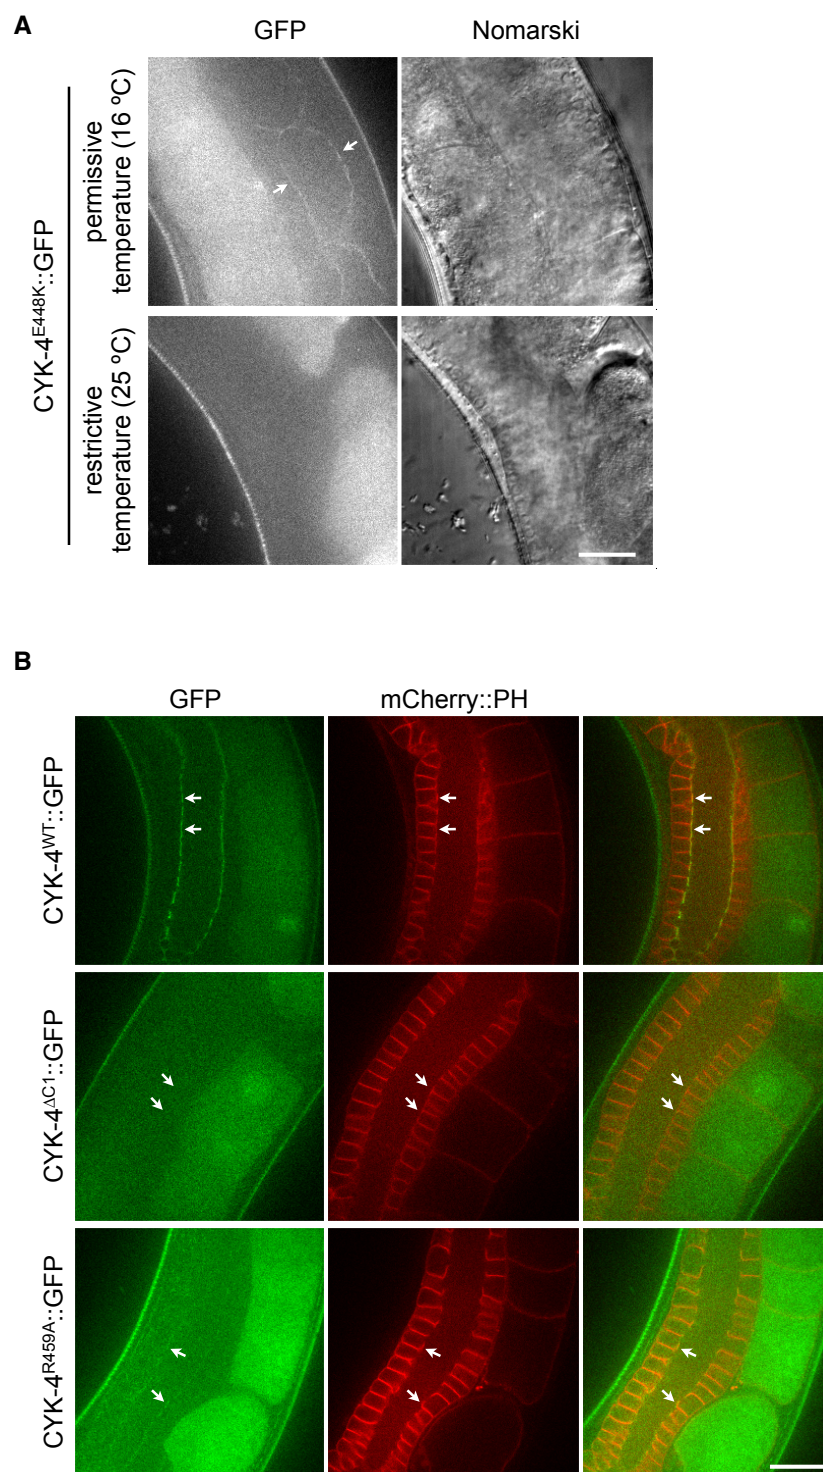 A
GFP Nomarski
CYK-4E448K::GFP
permissive
temperature (16 ºC)
restrictive
temperature (25 ºC)
B
GFP mCherry::PH
CYK-4WT::GFP
CYK-4ΔC1::GFP
CYK-4R459A::GFP